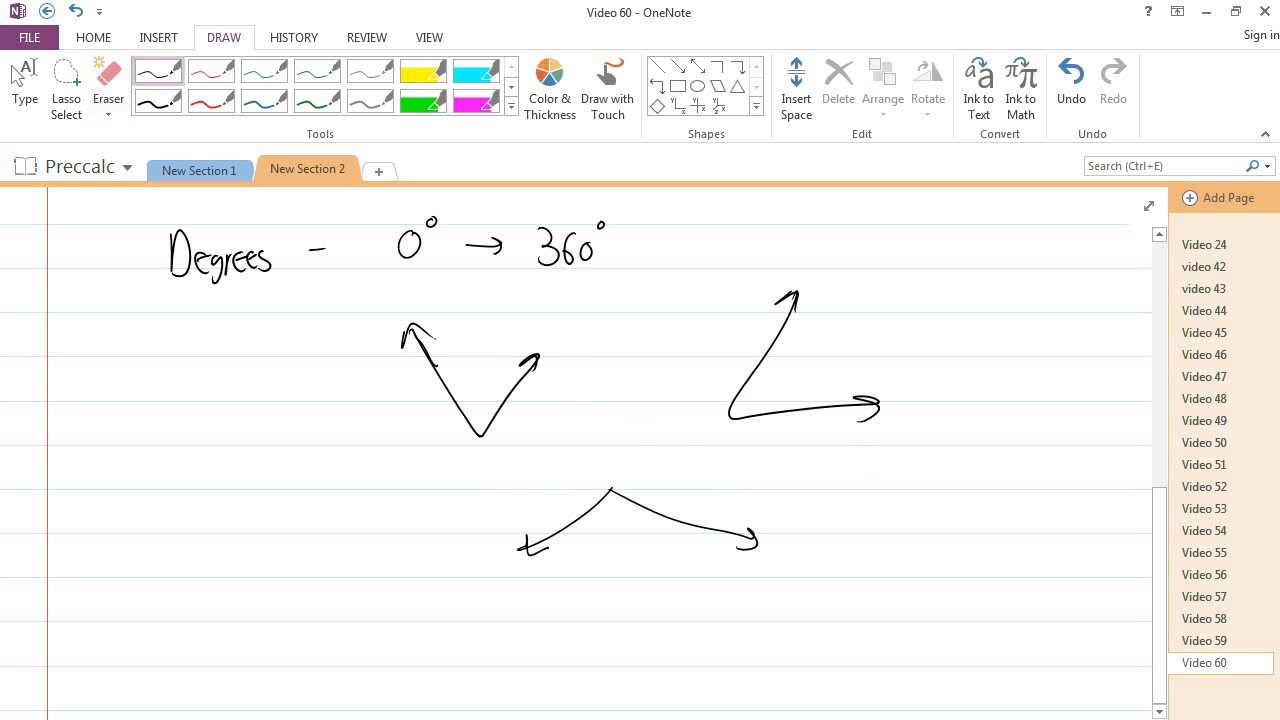 Video 60 - OneNote
Sign in
FILE HOME INSERT DRAW HISTORY REVIEW VIEW
Type
Lasso Select
Eraser
Color & Thickness
Draw with Touch
Insert Space
Delete
Arrange
Rotate
Ink to Text
Ink to Math
Undo
Redo
Tools Shapes Edit Convert Undo
Preccalc
New Section 1
New Section 2
Search (Ctrl+E)
Add Page
Degrees - 0° → 360°
Video 24
video 42
video 43
Video 44
Video 45
Video 46
Video 47
Video 48
Video 49
Video 50
Video 51
Video 52
Video 53
Video 54
Video 55
Video 56
Video 57
Video 58
Video 59
Video 60